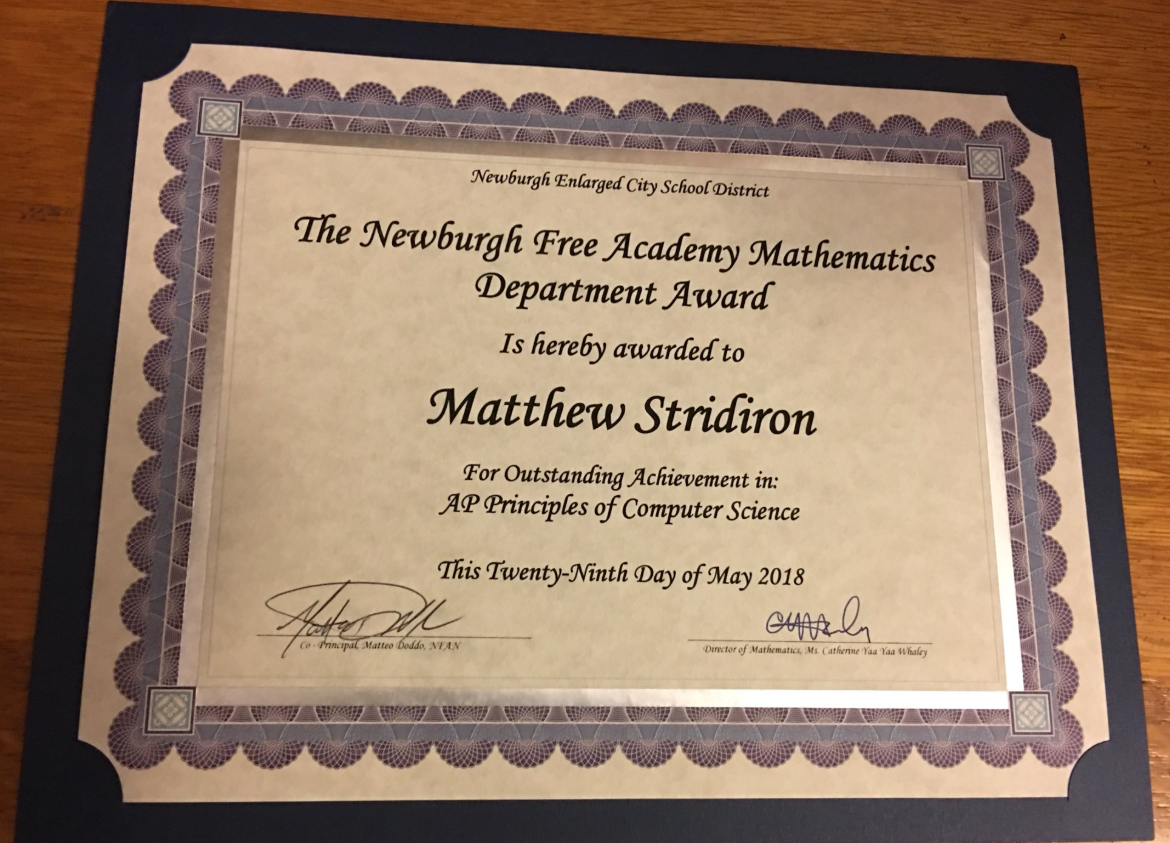 Newburgh Enlarged City School District
The Newburgh Free Academy Mathematics
Department Award
Is hereby awarded to
Matthew Stridiron
For Outstanding Achievement in:
AP Principles of Computer Science
This Twenty-Ninth Day of May 2018
Co - Principal, Matteo Doddo, NFAN
Director of Mathematics, Ms. Catherine Yaa Yaa Whaley